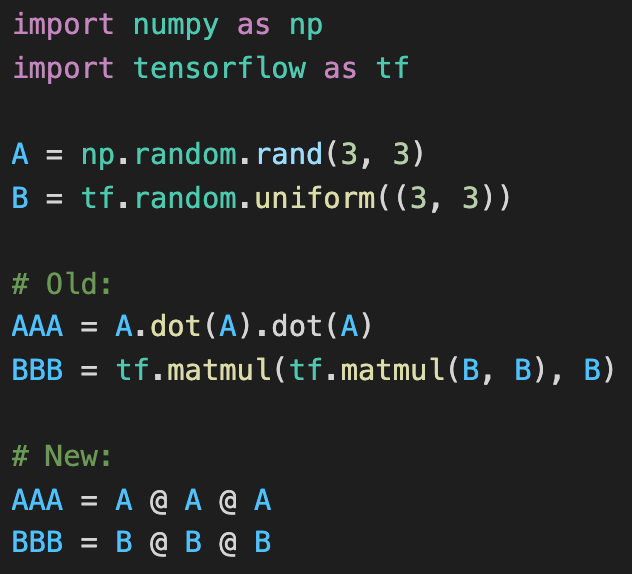 import numpy as np
import tensorflow as tf
A = np.random.rand(3, 3)
B = tf.random.uniform((3, 3))
# Old:
AAA = A.dot(A).dot(A)
BBB = tf.matmul(tf.matmul(B, B), B)
# New:
AAA = A @ A @ A
BBB = B @ B @ B